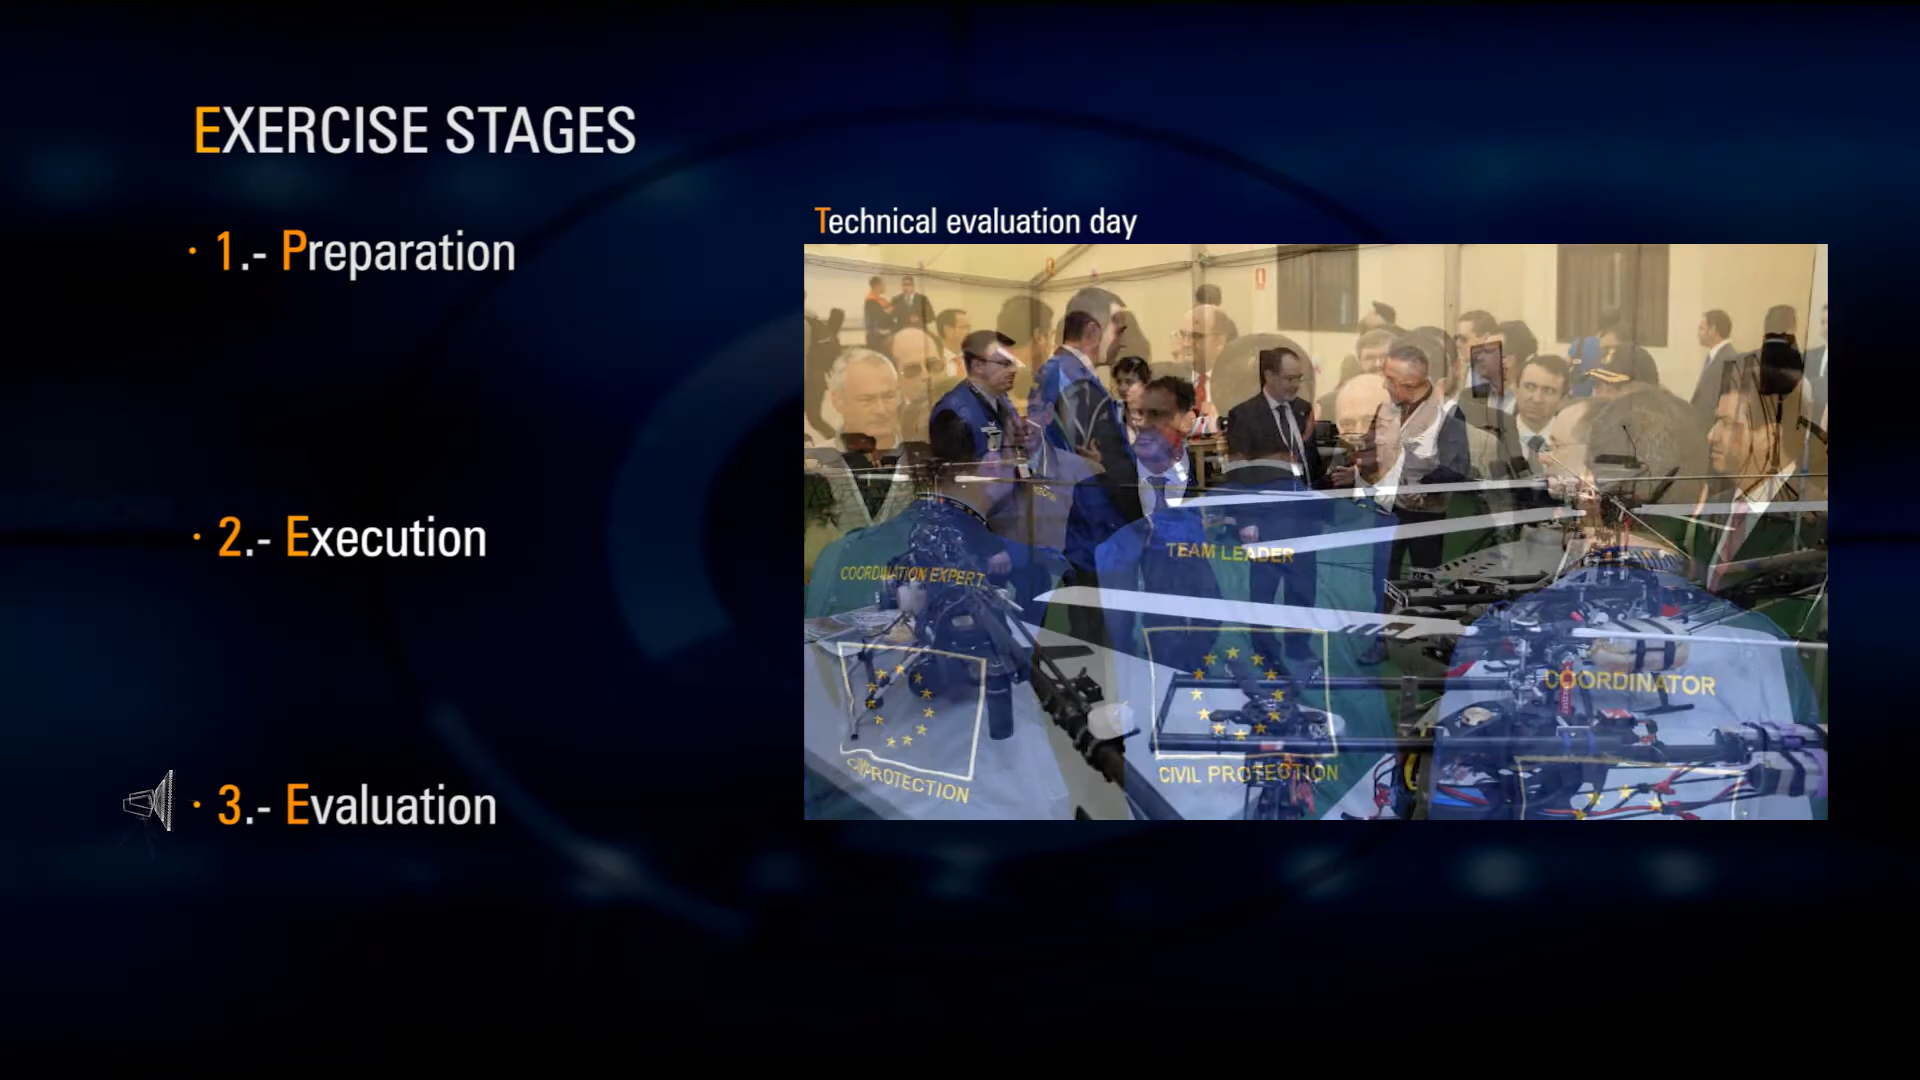 EXERCISE STAGES
· 1.- Preparation
Technical evaluation day
· 2.- Execution
TEAM LEADER
COORDINATION EXPERT
COORDINATOR
CIVIL PROTECTION
PROTECTION
· 3.- Evaluation